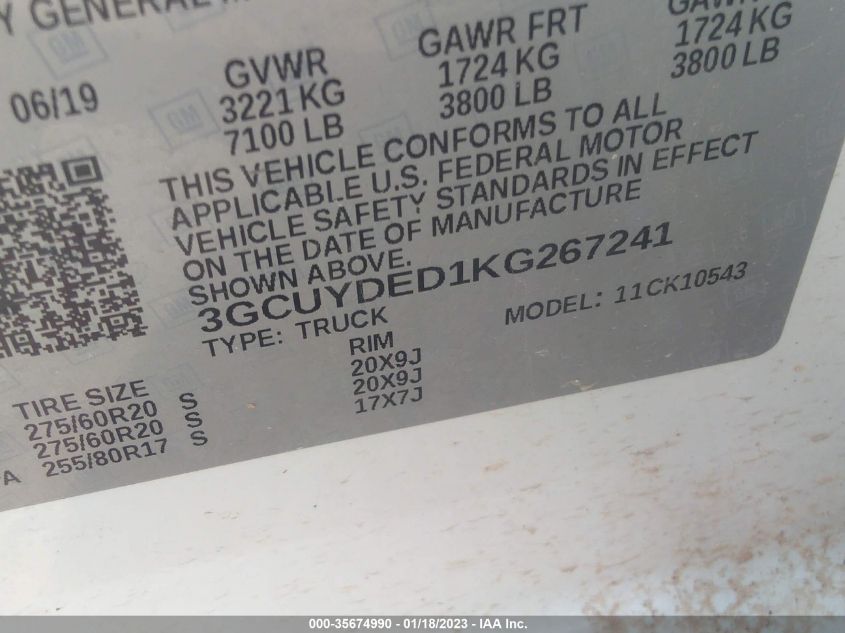 Y GENERAL M
06/19
GVWR
3221 KG
7100 LB
GAWR FRT
1724 KG
3800 LB
1724 KG
3800 LB
THIS VEHICLE CONFORMS TO ALL
APPLICABLE U.S. FEDERAL MOTOR
VEHICLE SAFETY STANDARDS IN EFFECT
ON THE DATE OF MANUFACTURE
SHOWN ABOVE.
3GCUYDED1KG267241
TYPE: TRUCK
MODEL: 11CK10543
TIRE SIZE
RIM
275/60R20 S 20X9J
275/60R20 S 20X9J
A 255/80R17 S 17X7J
GM
000-35674990 - 01/18/2023 - IAA Inc.